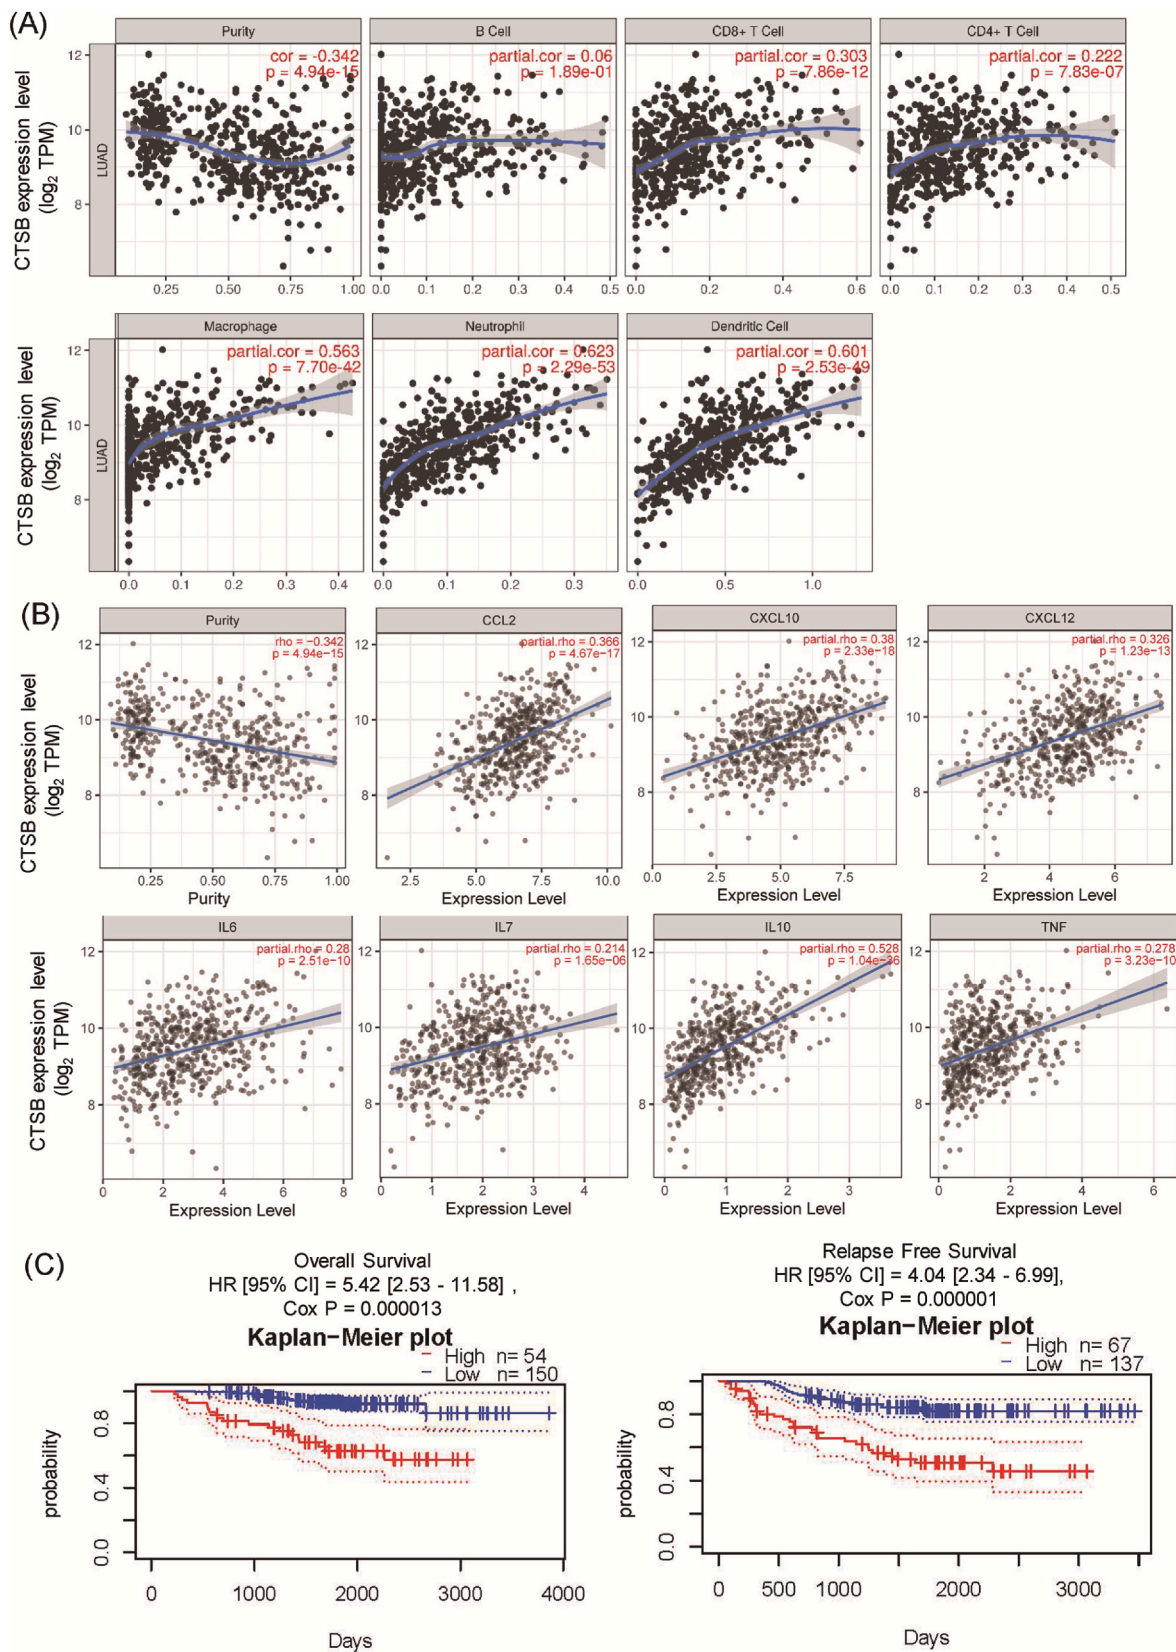 (A)
Purity
B Cell
CD8+ T Cell
CD4+ T Cell
cor = -0.342
p = 4.94e-15
partial.cor = 0.06
p = 1.89e-01
partial.cor = 0.303
p = 7.86e-12
partial.cor = 0.222
p = 7.83e-07
CTSB expression level
(log2 TPM)
LUAD
12
10
8
0.25 0.50 0.75 1.00
0.0 0.1 0.2 0.3 0.4 0.5
0.0 0.2 0.4 0.6
0.0 0.1 0.2 0.3 0.4 0.5
Macrophage
Neutrophil
Dendritic Cell
partial.cor = 0.563
p = 7.70e-42
partial.cor = 0.623
p = 2.29e-53
partial.cor = 0.601
p = 2.53e-49
CTSB expression level
(log2 TPM)
LUAD
12
10
8
0.0 0.1 0.2 0.3 0.4
0.0 0.1 0.2 0.3
0.0 0.5 1.0
(B)
Purity
CCL2
CXCL10
CXCL12
rho = −0.342
p = 4.94e−15
partial.rho = 0.366
p = 4.67e−17
partial.rho = 0.38
p = 2.33e−18
partial.rho = 0.326
p = 1.23e−13
CTSB expression level
(log2 TPM)
12
10
8
12
10
8
12
10
8
12
10
8
0.25 0.50 0.75 1.00
2.5 5.0 7.5 10.0
0.0 2.5 5.0 7.5
2 4 6
Purity
Expression Level
Expression Level
Expression Level
IL6
IL7
IL10
TNF
partial.rho = 0.28
p = 2.51e−10
partial.rho = 0.214
p = 1.65e−06
partial.rho = 0.528
p = 1.04e−36
partial.rho = 0.278
p = 3.23e−10
CTSB expression level
(log2 TPM)
12
10
8
12
10
8
12
10
8
12
10
8
0 2 4 6 8
0 1 2 3 4
0 1 2 3
0 2 4 6
Expression Level
Expression Level
Expression Level
Expression Level
(C)
Overall Survival
HR [95% CI] = 5.42 [2.53 - 11.58] ,
Cox P = 0.000013
Kaplan−Meier plot
High n= 54
Low n= 150
probability
0.8
0.4
0.0
0 1000 2000 3000 4000
Days
Relapse Free Survival
HR [95% CI] = 4.04 [2.34 - 6.99],
Cox P = 0.000001
Kaplan−Meier plot
High n= 67
Low n= 137
probability
0.8
0.4
0.0
0 500 1000 2000 3000
Days